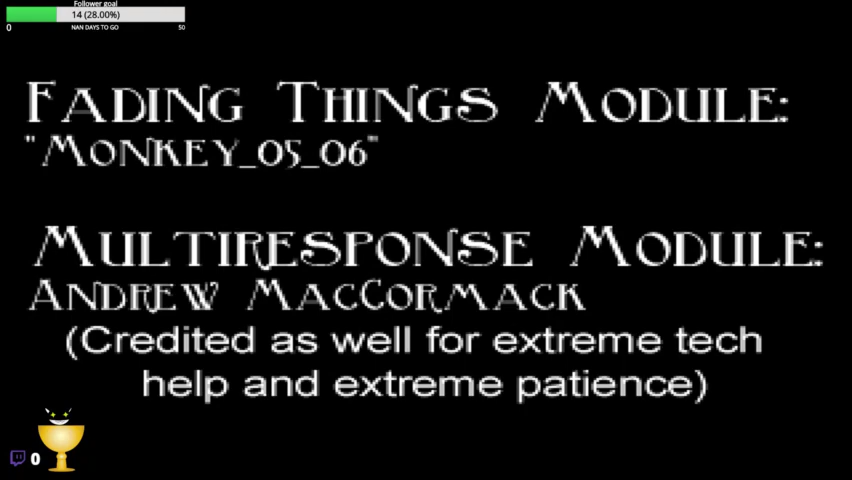 Follower goal
14 (28.00%)
0 NAN DAYS TO GO 50
FADING THINGS MODULE:
"MONKEY_05_06"
MULTIRESPONSE MODULE:
ANDREW MACCORMACK
(Credited as well for extreme tech
help and extreme patience)
0